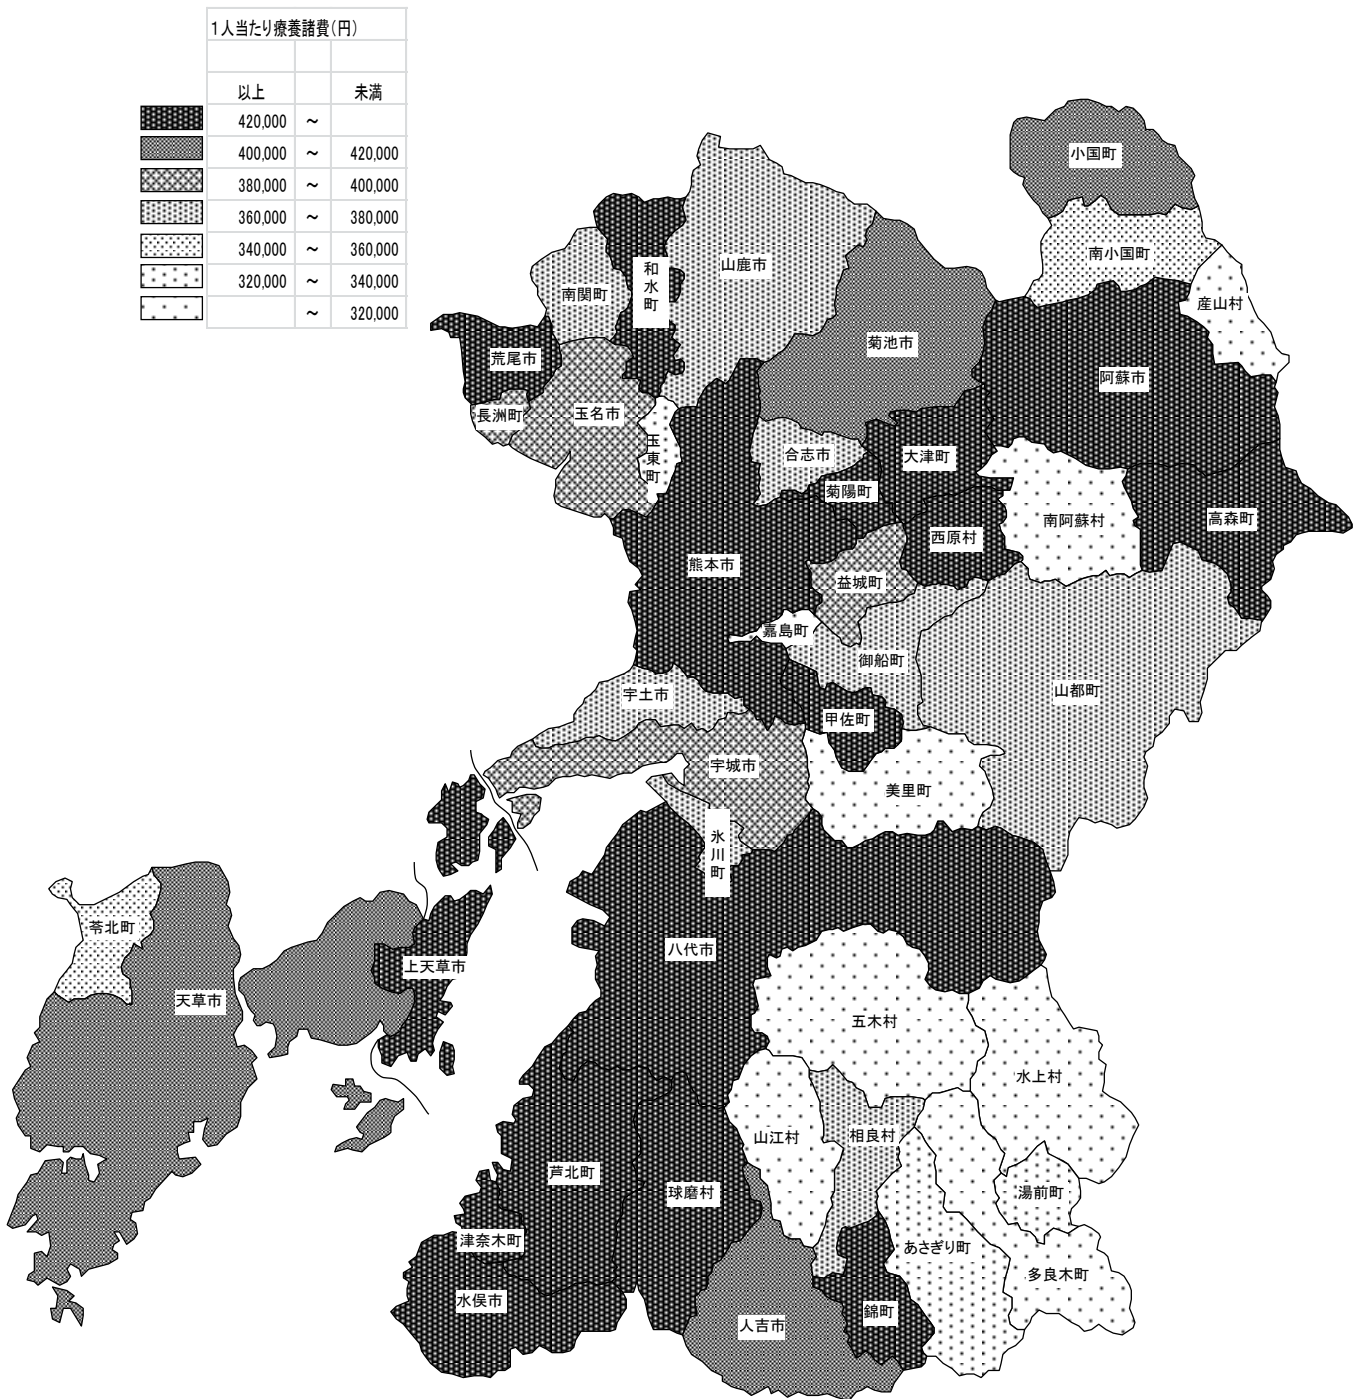 1人当たり療養諸費(円)
以上 未満
420,000 ～
400,000 ～ 420,000
380,000 ～ 400,000
360,000 ～ 380,000
340,000 ～ 360,000
320,000 ～ 340,000
～ 320,000
小国町
南小国町
産山村
山鹿市
和水町
南関町
菊池市
荒尾市
阿蘇市
長洲町
玉名市
玉東町
合志市
大津町
菊陽町
南阿蘇村
高森町
西原村
熊本市
益城町
嘉島町
御船町
山都町
宇土市
甲佐町
宇城市
美里町
氷川町
苓北町
八代市
上天草市
天草市
五木村
水上村
山江村
相良村
芦北町
球磨村
湯前町
津奈木町
あさぎり町
多良木町
水俣市
錦町
人吉市